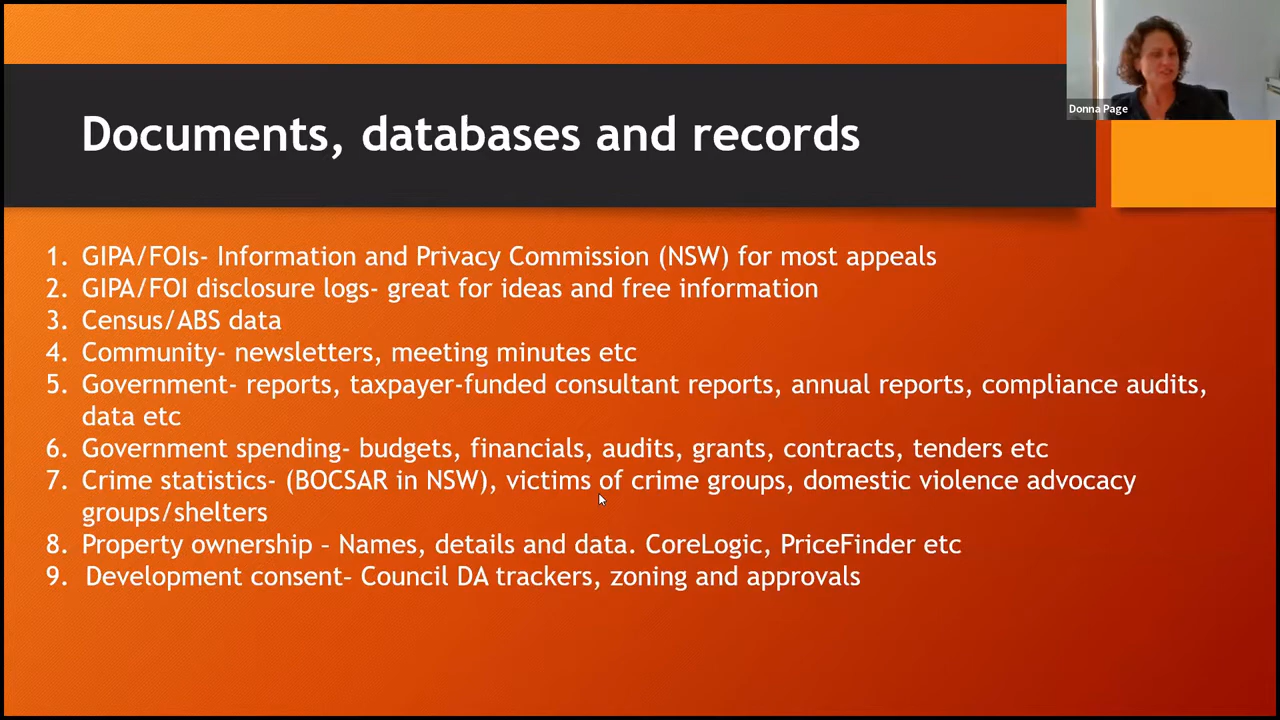 Donna Page
Documents, databases and records
1. GIPA/FOIs- Information and Privacy Commission (NSW) for most appeals
2. GIPA/FOI disclosure logs- great for ideas and free information
3. Census/ABS data
4. Community- newsletters, meeting minutes etc
5. Government- reports, taxpayer-funded consultant reports, annual reports, compliance audits,
data etc
6. Government spending- budgets, financials, audits, grants, contracts, tenders etc
7. Crime statistics- (BOCSAR in NSW), victims of crime groups, domestic violence advocacy
groups/shelters
8. Property ownership – Names, details and data. CoreLogic, PriceFinder etc
9. Development consent- Council DA trackers, zoning and approvals